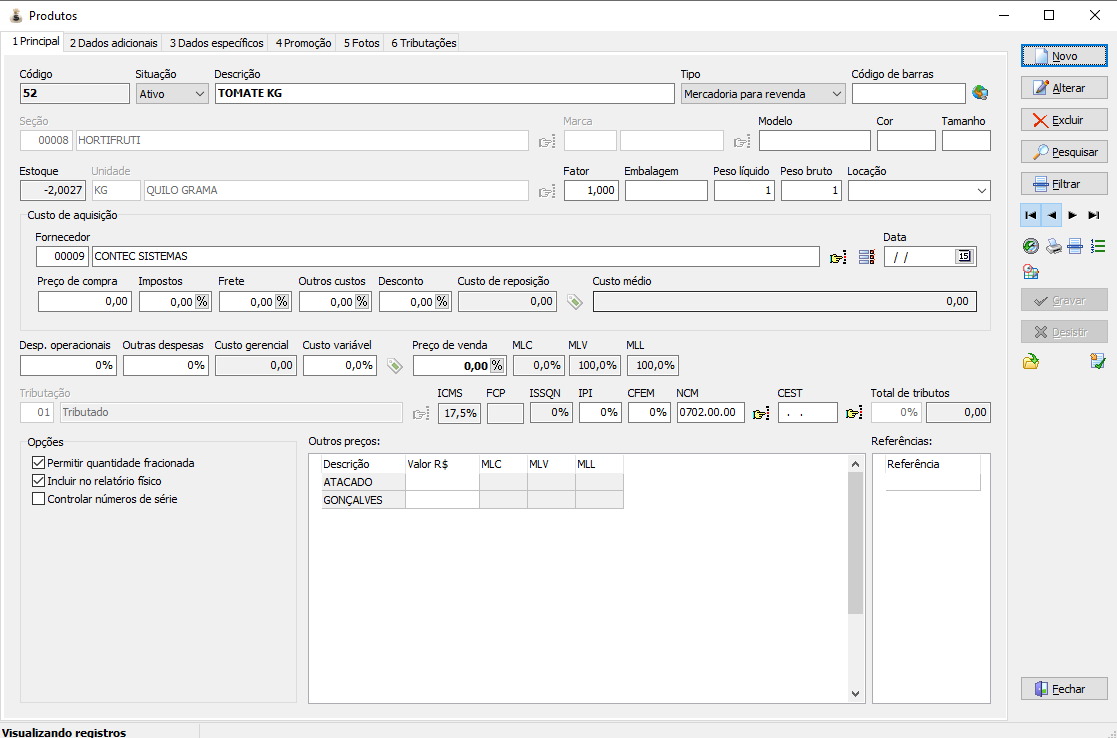 Produtos
1 Principal 2 Dados adicionais 3 Dados específicos 4 Promoção 5 Fotos 6 Tributações
Código Situação Descrição Tipo Código de barras
52 Ativo TOMATE KG Mercadoria para revenda
Seção Marca Modelo Cor Tamanho
00008 HORTIFRUTI
Estoque Unidade Fator Embalagem Peso líquido Peso bruto Locação
-2,0027 KG QUILO GRAMA 1,000 1 1
Custo de aquisição
Fornecedor Data
00009 CONTEC SISTEMAS / / 15
Preço de compra Impostos Frete Outros custos Desconto Custo de reposição Custo médio
0,00 0,00 % 0,00 % 0,00 % 0,00 % 0,00 0,00
Desp. operacionais Outras despesas Custo gerencial Custo variável Preço de venda MLC MLV MLL
0% 0% 0,00 0,0% 0,00 % 0,0% 100,0% 100,0%
Tributação ICMS FCP ISSQN IPI CFEM NCM CEST Total de tributos
01 Tributado 17,5% 0% 0% 0% 0702.00.00 . . 0% 0,00
Opções
Permitir quantidade fracionada
Incluir no relatório físico
Controlar números de série
Outros preços:
Descrição Valor R$ MLC MLV MLL
ATACADO
GONÇALVES
Referências:
Referência
Novo
Alterar
Excluir
Pesquisar
Filtrar
Gravar
Desistir
Fechar
Visualizando registros